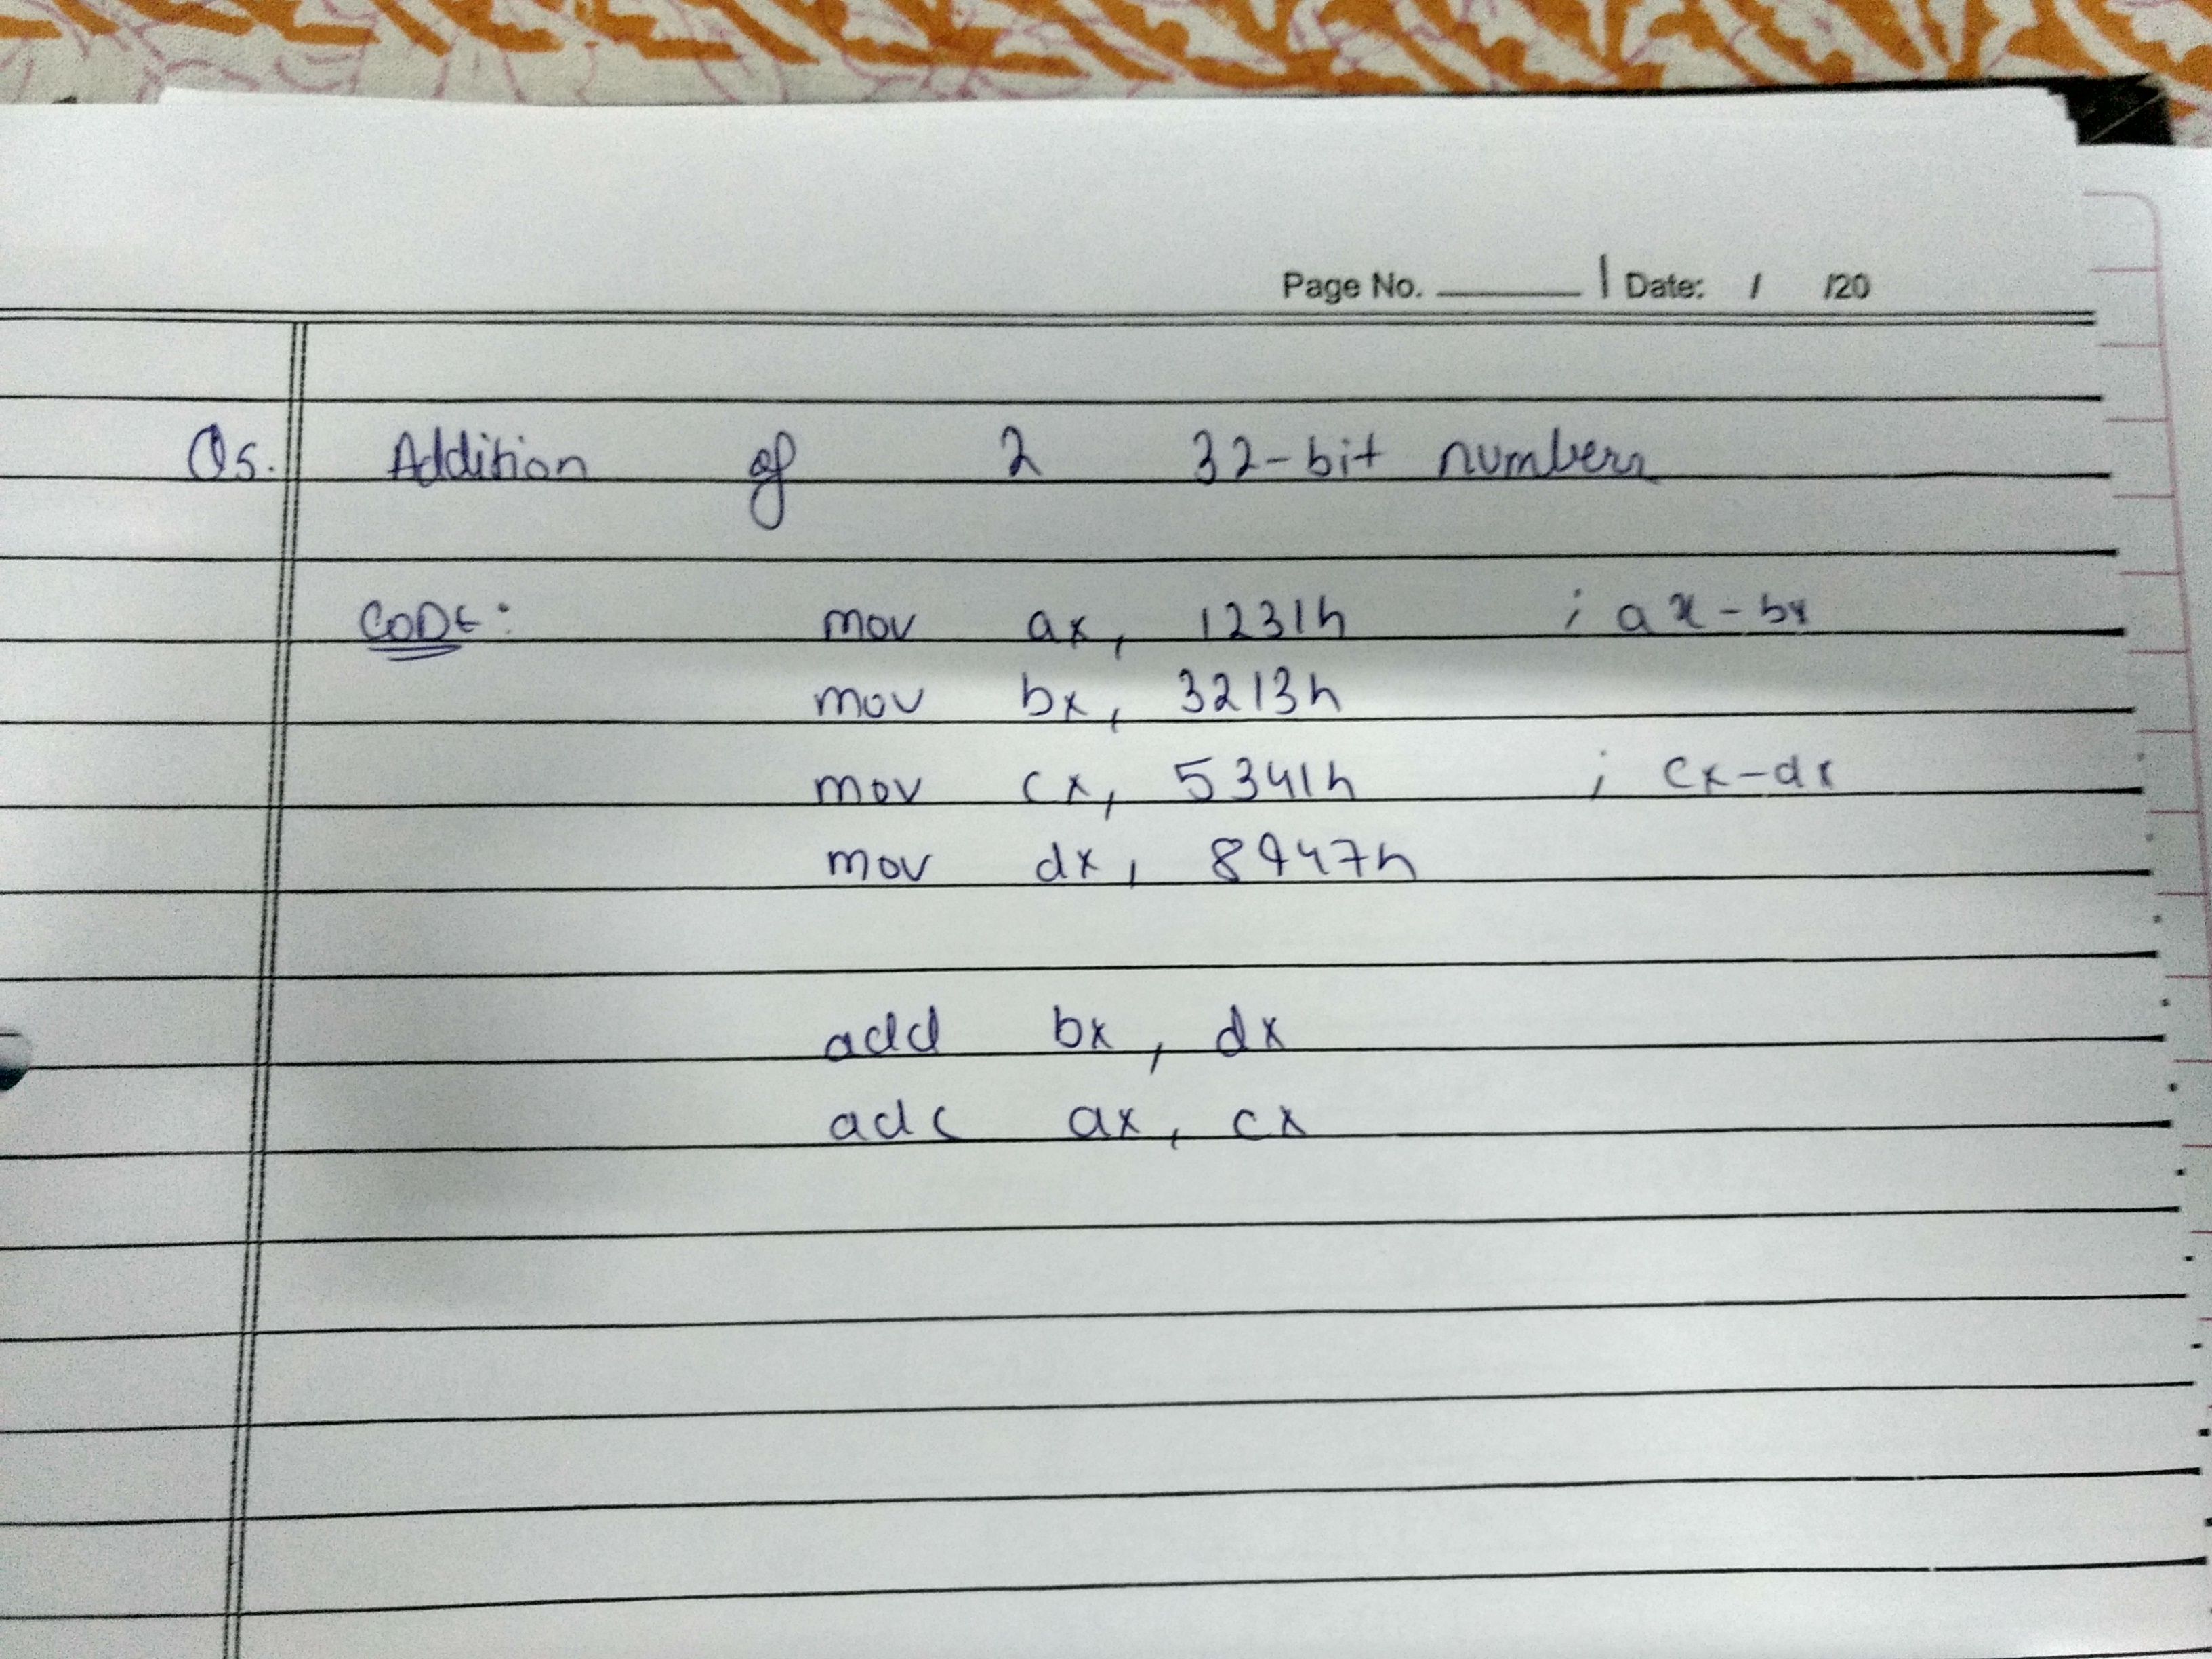 Page No. ______ | Date: / /20
Q5. Addition of 2 32-bit numbers
CODE: mov ax, 1231h ; ax-bx
mov bx, 3213h
mov cx, 5341h ; cx-dx
mov dx, 8947h
add bx, dx
adc ax, cx